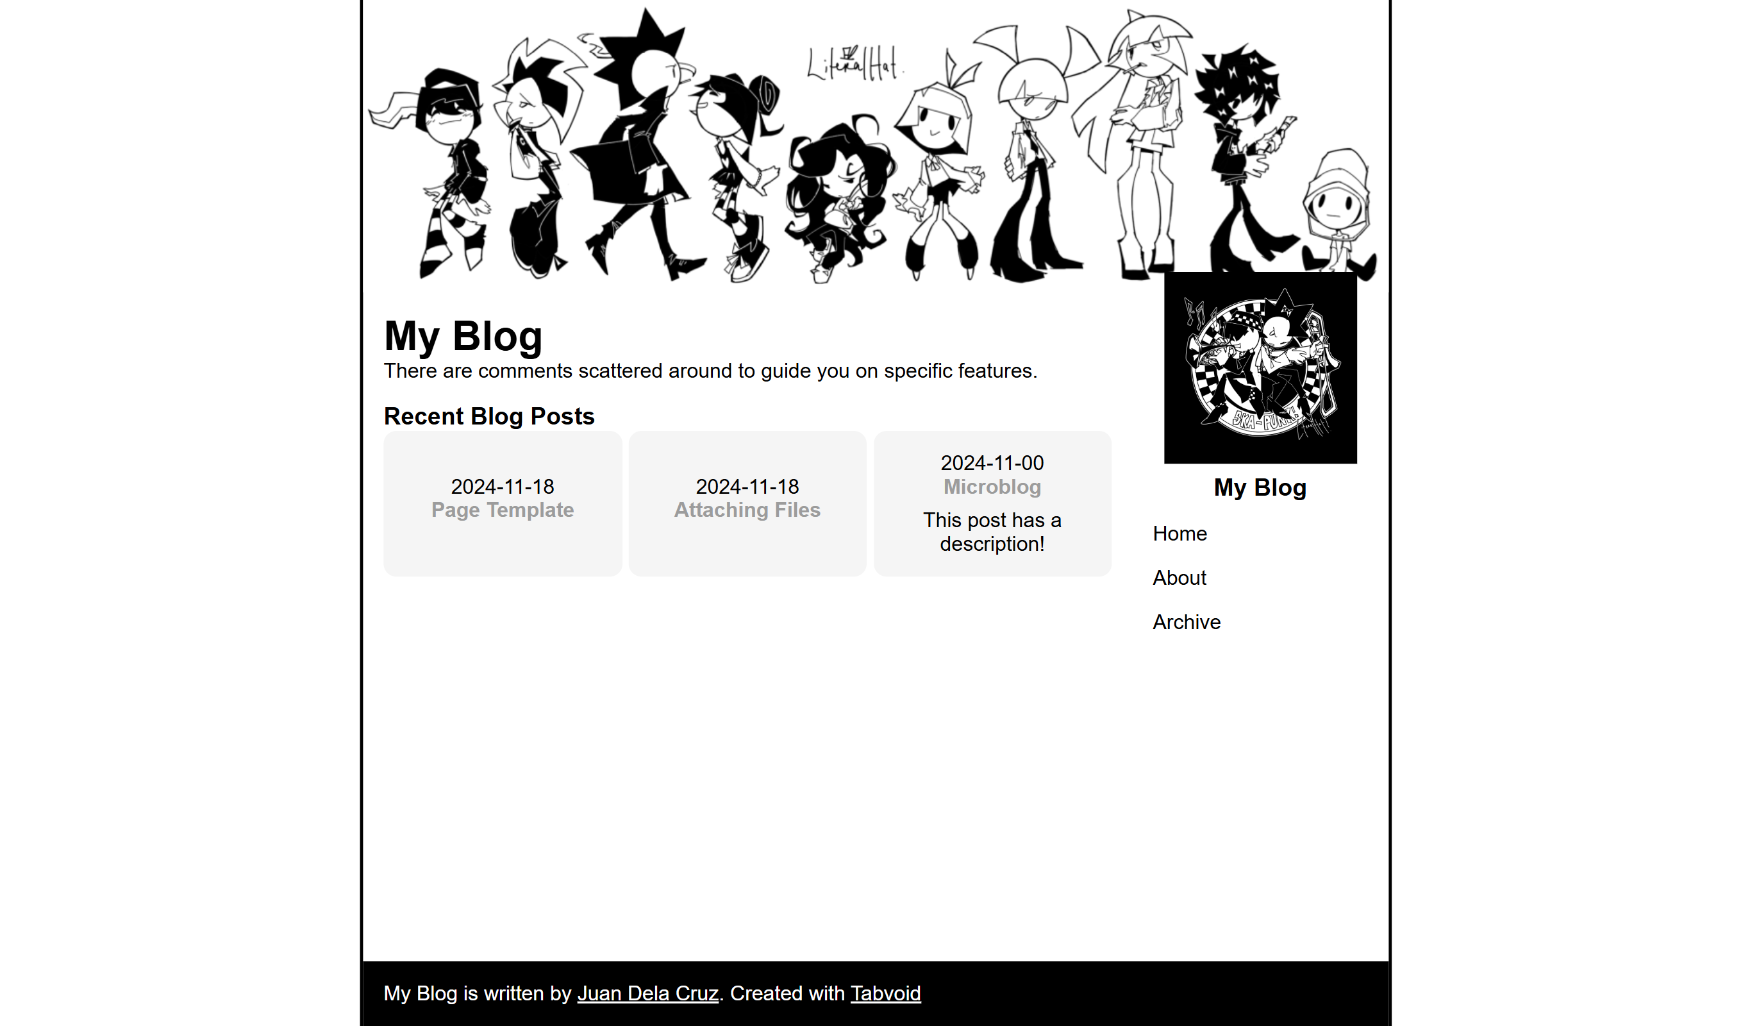 LiteralHat.
My Blog
There are comments scattered around to guide you on specific features.
Recent Blog Posts
2024-11-18
Page Template
2024-11-18
Attaching Files
2024-11-00
Microblog
This post has a
description!
SKA-PUNK
My Blog
Home
About
Archive
My Blog is written by Juan Dela Cruz. Created with Tabvoid